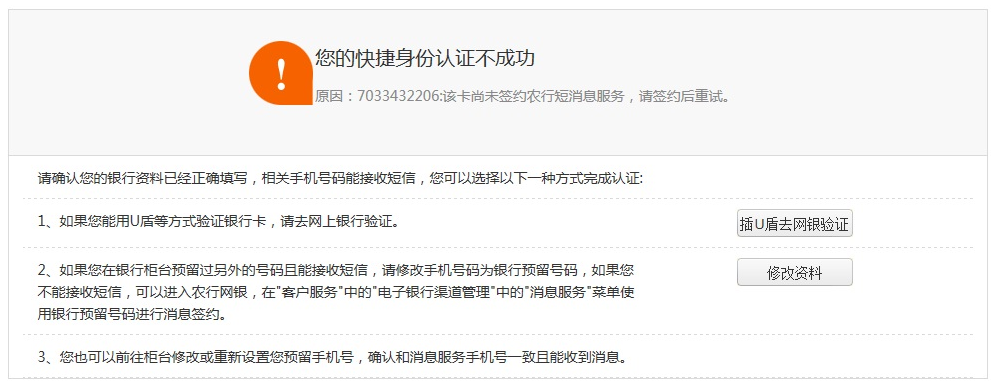 !
您的快捷身份认证不成功
原因：7033432206:该卡尚未签约农行短消息服务，请签约后重试。
请确认您的银行资料已经正确填写，相关手机号码能接收短信，您可以选择以下一种方式完成认证:
1、如果您能用U盾等方式验证银行卡，请去网上银行验证。
插U盾去网银验证
2、如果您在银行柜台预留过另外的号码且能接收短信，请修改手机号码为银行预留号码，如果您
不能接收短信，可以进入农行网银，在"客户服务"中的"电子银行渠道管理"中的"消息服务"菜单使
用银行预留号码进行消息签约。
修改资料
3、您也可以前往柜台修改或重新设置您预留手机号，确认和消息服务手机号一致且能收到消息。